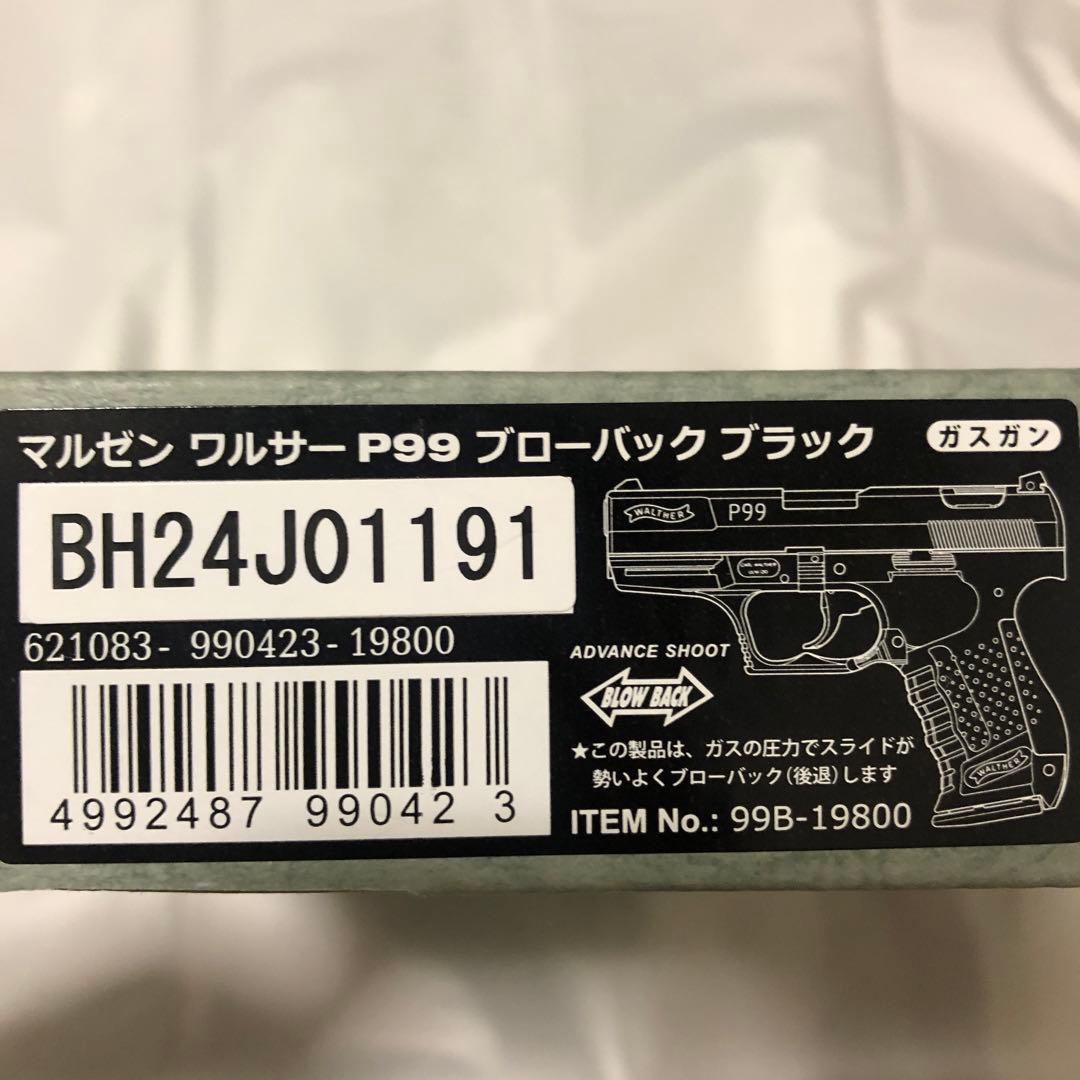 マルゼン ワルサー P99 ブローバック ブラック
ガスガン
BH24J01191
621083- 990423-19800
4992487 99042 3
WALTHER
P99
ADVANCE SHOOT
BLOW BACK
★この製品は、ガスの圧力でスライドが
勢いよくブローバック(後退)します
ITEM No.: 99B-19800
WALTHER